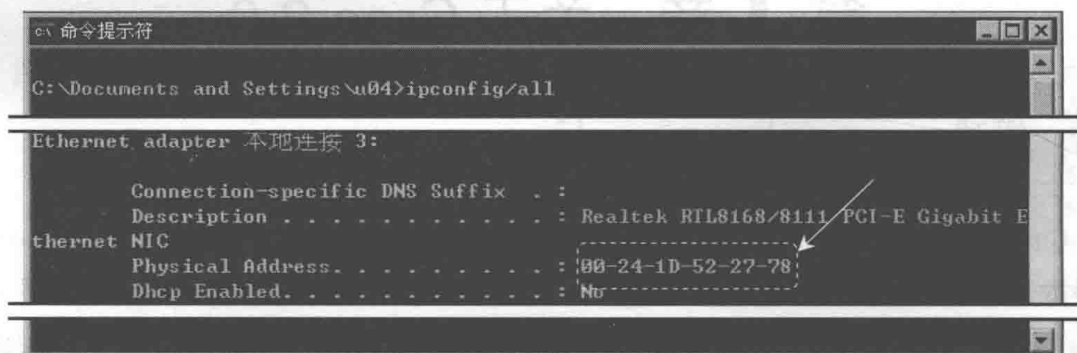 命令提示符
C:\Documents and Settings\u04>ipconfig/all
Ethernet adapter 本地连接 3:
Connection-specific DNS Suffix . :
Description . . . . . . . . . . . . : Realtek RTL8168/8111 PCI-E Gigabit E
thernet NIC
Physical Address. . . . . . . . . : 00-24-1D-52-27-78
Dhcp Enabled. . . . . . . . . . . : No